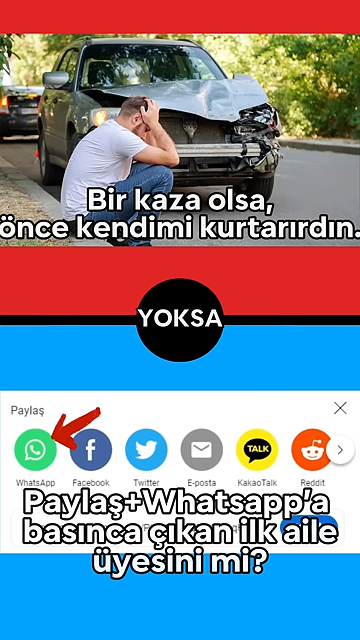 Bir kaza olsa,
önce kendimi kurtarırdın.
YOKSA
Paylaş
WhatsApp Facebook Twitter E-posta KakaoTalk Reddit
TALK
Paylaş+Whatsapp'a
basınca çıkan ilk aile
üyesini mi?